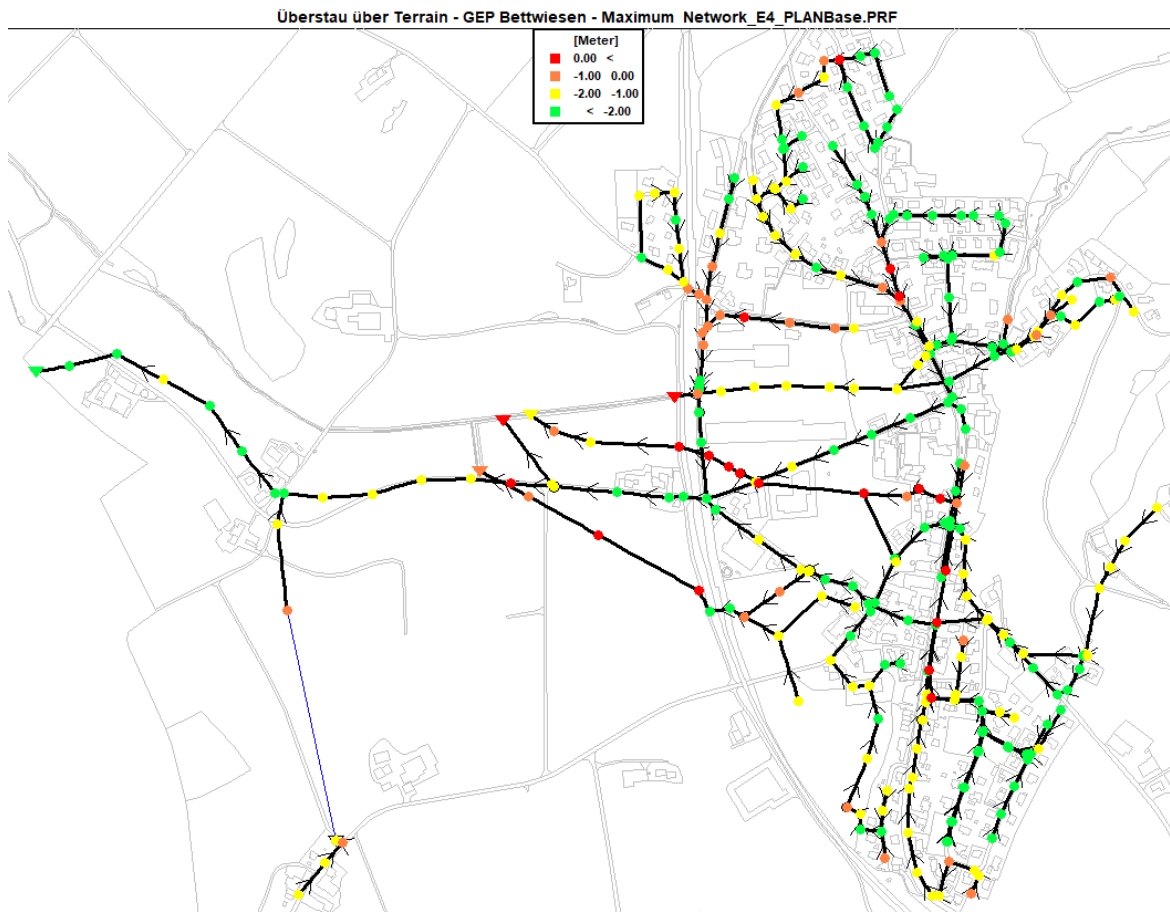 Überstau über Terrain - GEP Bettwiesen - Maximum Network_E4_PLANBase.PRF
[Meter]
0.00 <
-1.00 0.00
-2.00 -1.00
< -2.00